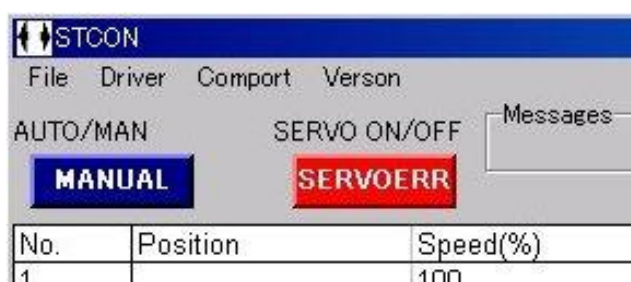 STCON
File Driver Comport Verson
AUTO/MAN SERVO ON/OFF Messages
MANUAL SERVOERR
No. Position Speed(%)
1 100